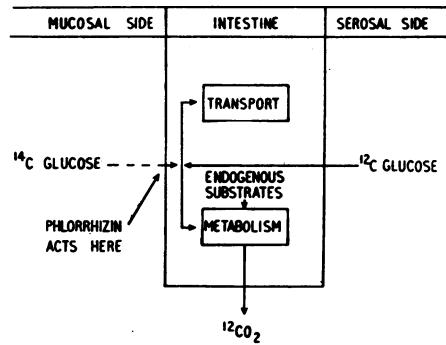 MUCOSAL SIDE INTESTINE SEROSAL SIDE
TRANSPORT
¹⁴C GLUCOSE ¹²C GLUCOSE
ENDOGENOUS
SUBSTRATES
PHLORRHIZIN
ACTS HERE
METABOLISM
¹²CO₂